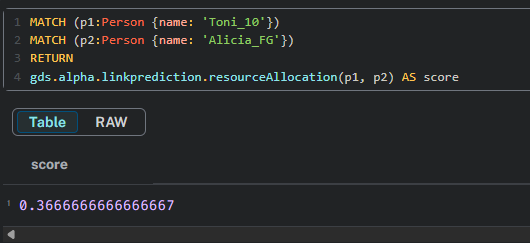 1 MATCH (p1:Person {name: 'Toni_10'})
2 MATCH (p2:Person {name: 'Alicia_FG'})
3 RETURN
4 gds.alpha.linkprediction.resourceAllocation(p1, p2) AS score
Table RAW
score
1 0.3666666666666667